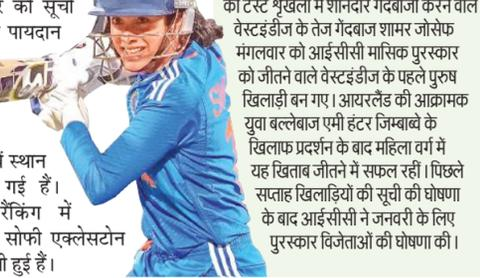 को सूची
पायदान
स्थान
गई हैं।
रैंकिंग में
सोफी एक्लेसटोन
हुई हैं।
की टेस्ट शृंखला में शानदार गेंदबाजी करने वाले
वेस्टइंडीज के तेज गेंदबाज शामर जोसेफ
मंगलवार को आईसीसी मासिक पुरस्कार
को जीतने वाले वेस्टइंडीज के पहले पुरुष
खिलाड़ी बन गए। आयरलैंड की आक्रामक
युवा बल्लेबाज एमी हंटर जिम्बाब्वे के
खिलाफ प्रदर्शन के बाद महिला वर्ग में
यह खिताब जीतने में सफल रहीं। पिछले
सप्ताह खिलाड़ियों की सूची की घोषणा
के बाद आईसीसी ने जनवरी के लिए
पुरस्कार विजेताओं की घोषणा की।